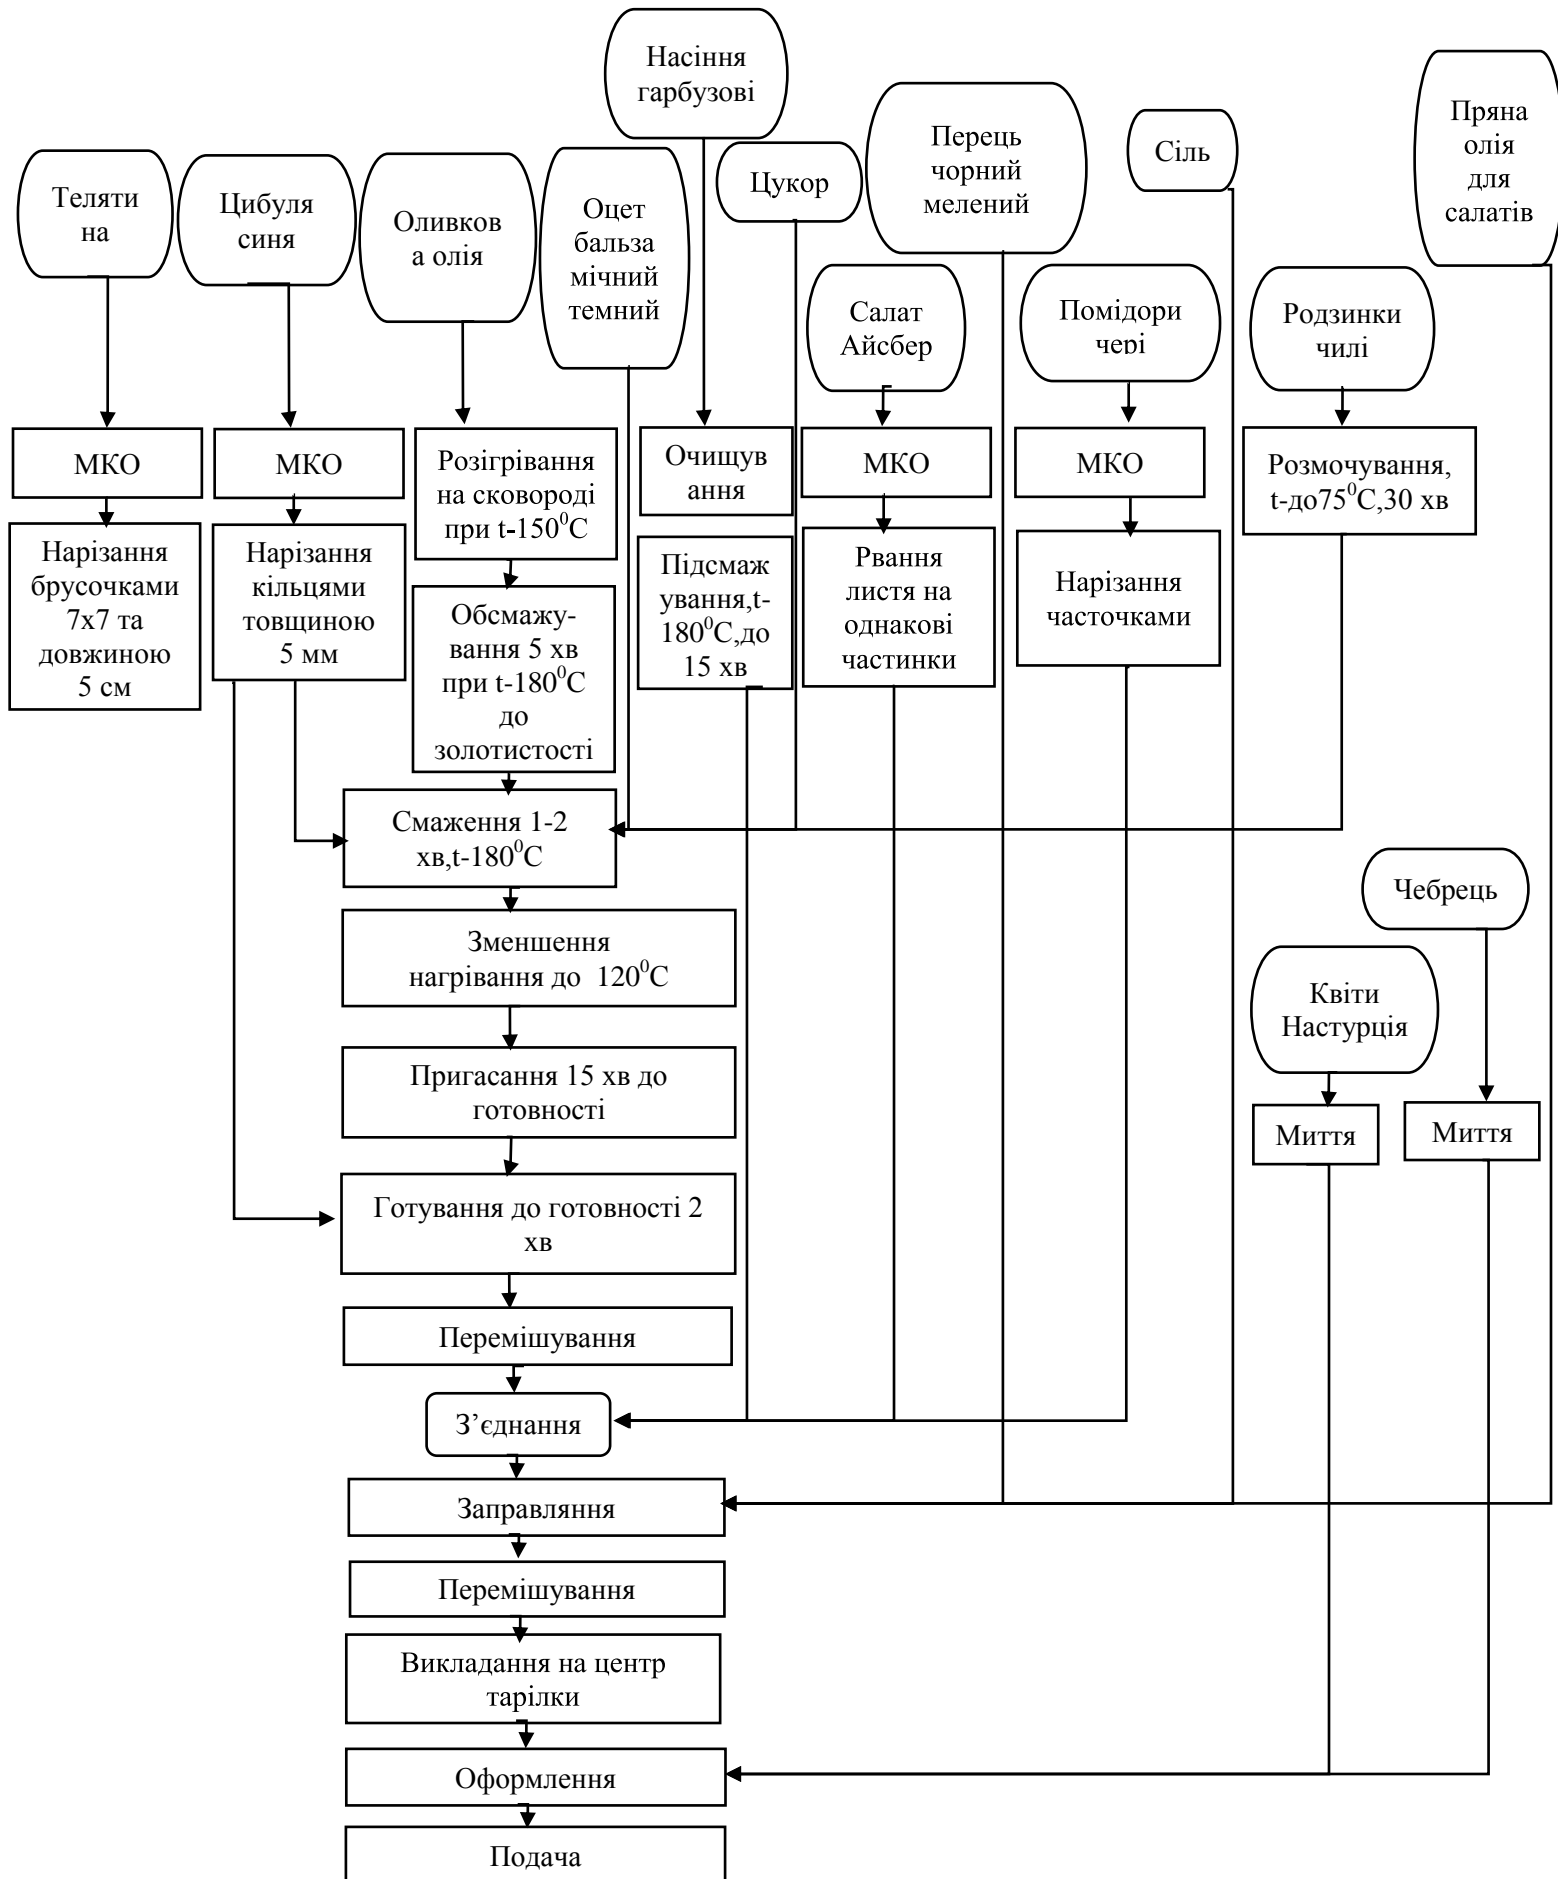 Насіння
гарбузові
Пряна
олія
для
салатів
Перець
чорний
мелений
Сіль
Цукор
Теляти
на
Цибуля
синя
Оливков
а олія
Оцет
бальза
мічний
темний
Салат
Айсбер
Помідори
чері
Родзинки
чилі
МКО
МКО
Розігрівання
на сковороді
при t-150⁰С
Очищув
ання
МКО
МКО
Розмочування,
t-до75⁰С,30 хв
Нарізання
брусочками
7х7 та
довжиною
5 см
Нарізання
кільцями
товщиною
5 мм
Обсмажу-
вання 5 хв
при t-180⁰С
до
золотистості
Підсмаж
ування,t-
180⁰С,до
15 хв
Рвання
листя на
однакові
частинки
Нарізання
часточками
Смаження 1-2
хв,t-180⁰С
Чебрець
Зменшення
нагрівання до 120⁰С
Квіти
Настурція
Пригасання 15 хв до
готовності
Миття
Миття
Готування до готовності 2
хв
Перемішування
З’єднання
Заправляння
Перемішування
Викладання на центр
тарілки
Оформлення
Подача